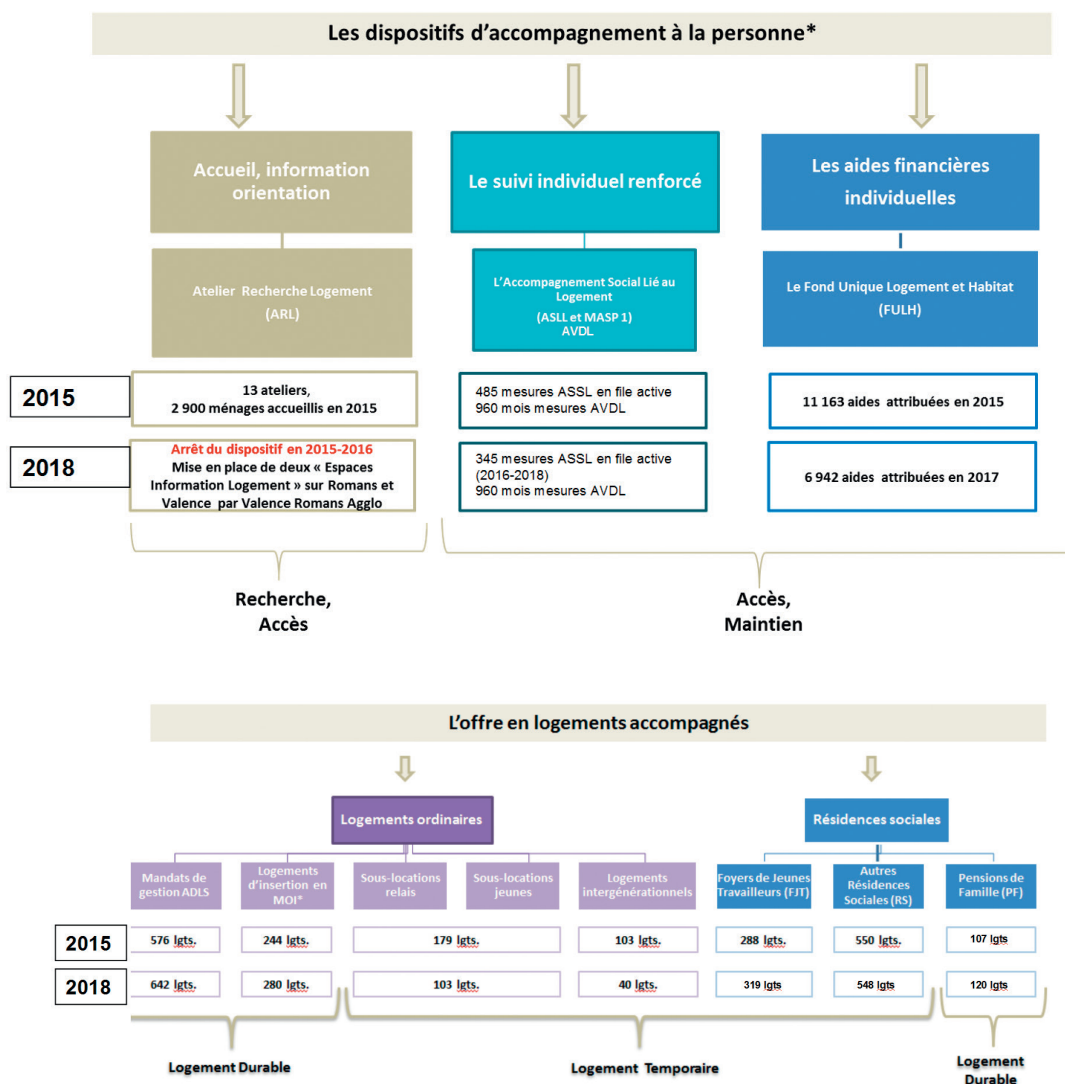 Les dispositifs d'accompagnement à la personne*
Accueil, information
orientation
Le suivi individuel renforcé
Les aides financières
individuelles
Atelier Recherche Logement
(ARL)
L'Accompagnement Social Lié au
Logement
(ASLL et MASP 1)
AVDL
Le Fond Unique Logement et Habitat
(FULH)
2015
13 ateliers,
2 900 ménages accueillis en 2015
485 mesures ASSL en file active
960 mois mesures AVDL
11 163 aides attribuées en 2015
2018
Arrêt du dispositif en 2015-2016
Mise en place de deux « Espaces
Information Logement » sur Romans et
Valence par Valence Romans Agglo
345 mesures ASSL en file active
(2016-2018)
960 mois mesures AVDL
6 942 aides attribuées en 2017
Recherche,
Accès
Accès,
Maintien
L'offre en logements accompagnés
Logements ordinaires
Résidences sociales
Mandats de
gestion ADLS
Logements
d'insertion en
MOI*
Sous-locations
relais
Sous-locations
jeunes
Logements
intergénérationnels
Foyers de Jeunes
Travailleurs (FJT)
Autres
Résidences
Sociales (RS)
Pensions de
Famille (PF)
2015
576 lgts.
244 lgts.
179 lgts.
103 lgts.
288 lgts.
550 lgts.
107 lgts
2018
642 lgts.
280 lgts.
103 lgts.
40 lgts.
319 lgts
548 lgts
120 lgts
Logement Durable
Logement Temporaire
Logement
Durable